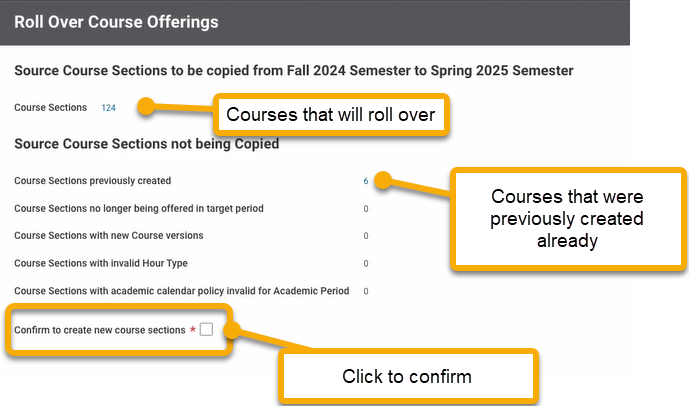 Roll Over Course Offerings
Source Course Sections to be copied from Fall 2024 Semester to Spring 2025 Semester
Course Sections 124
Courses that will roll over
Source Course Sections not being Copied
Course Sections previously created 6
Courses that were
previously created
already
Course Sections no longer being offered in target period 0
Course Sections with new Course versions 0
Course Sections with invalid Hour Type 0
Course Sections with academic calendar policy invalid for Academic Period 0
Confirm to create new course sections *
Click to confirm